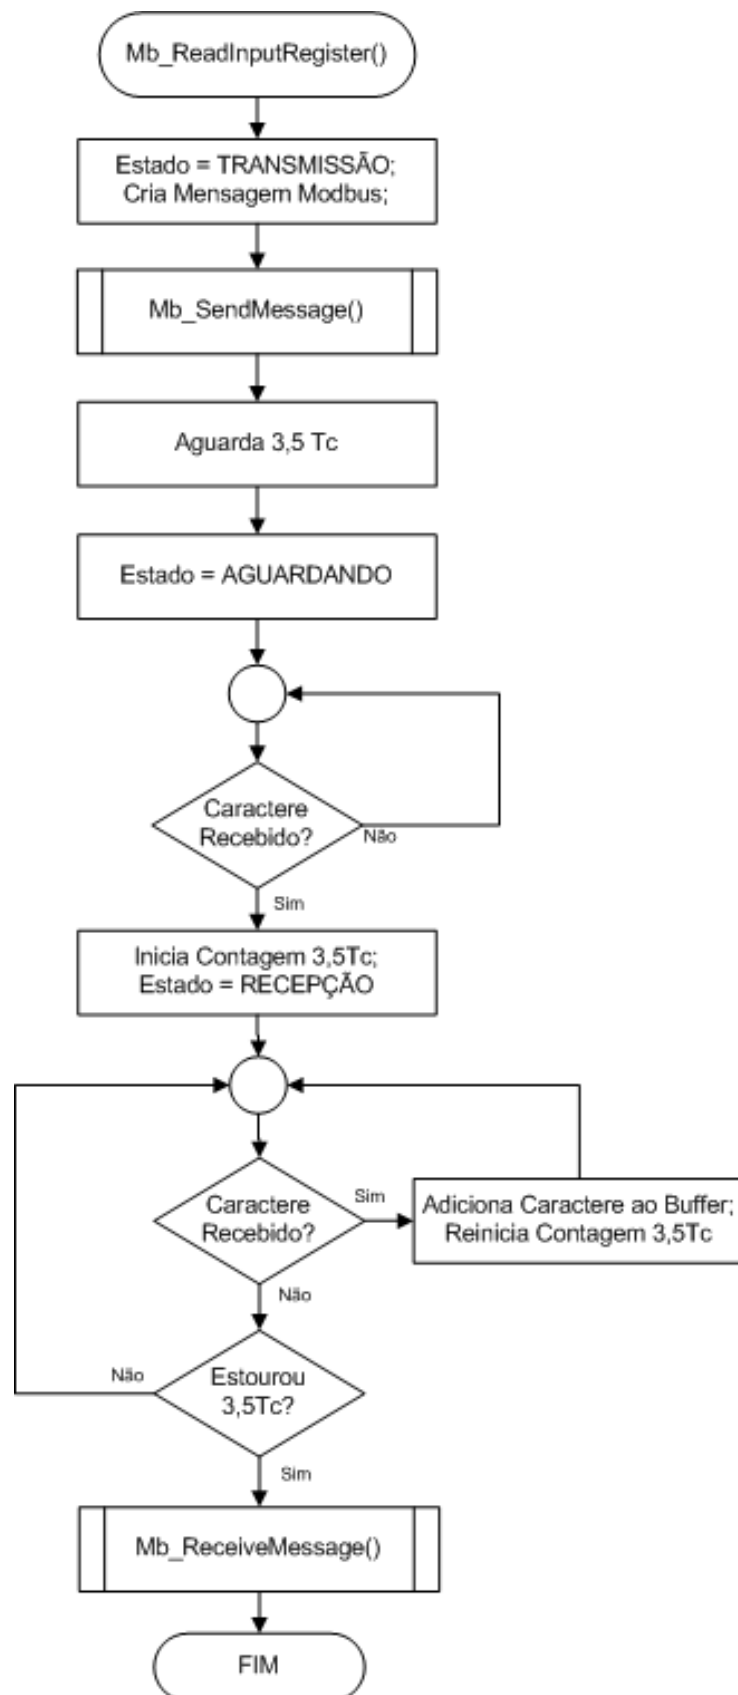 Mb_ReadInputRegister()
Estado = TRANSMISSÃO;
Cria Mensagem Modbus;
Mb_SendMessage()
Aguarda 3,5 Tc
Estado = AGUARDANDO
Caractere
Recebido?
Não
Sim
Inicia Contagem 3,5Tc;
Estado = RECEPÇÃO
Caractere
Recebido?
Sim
Adiciona Caractere ao Buffer;
Reinicia Contagem 3,5Tc
Não
Estourou
3,5Tc?
Não
Sim
Mb_ReceiveMessage()
FIM